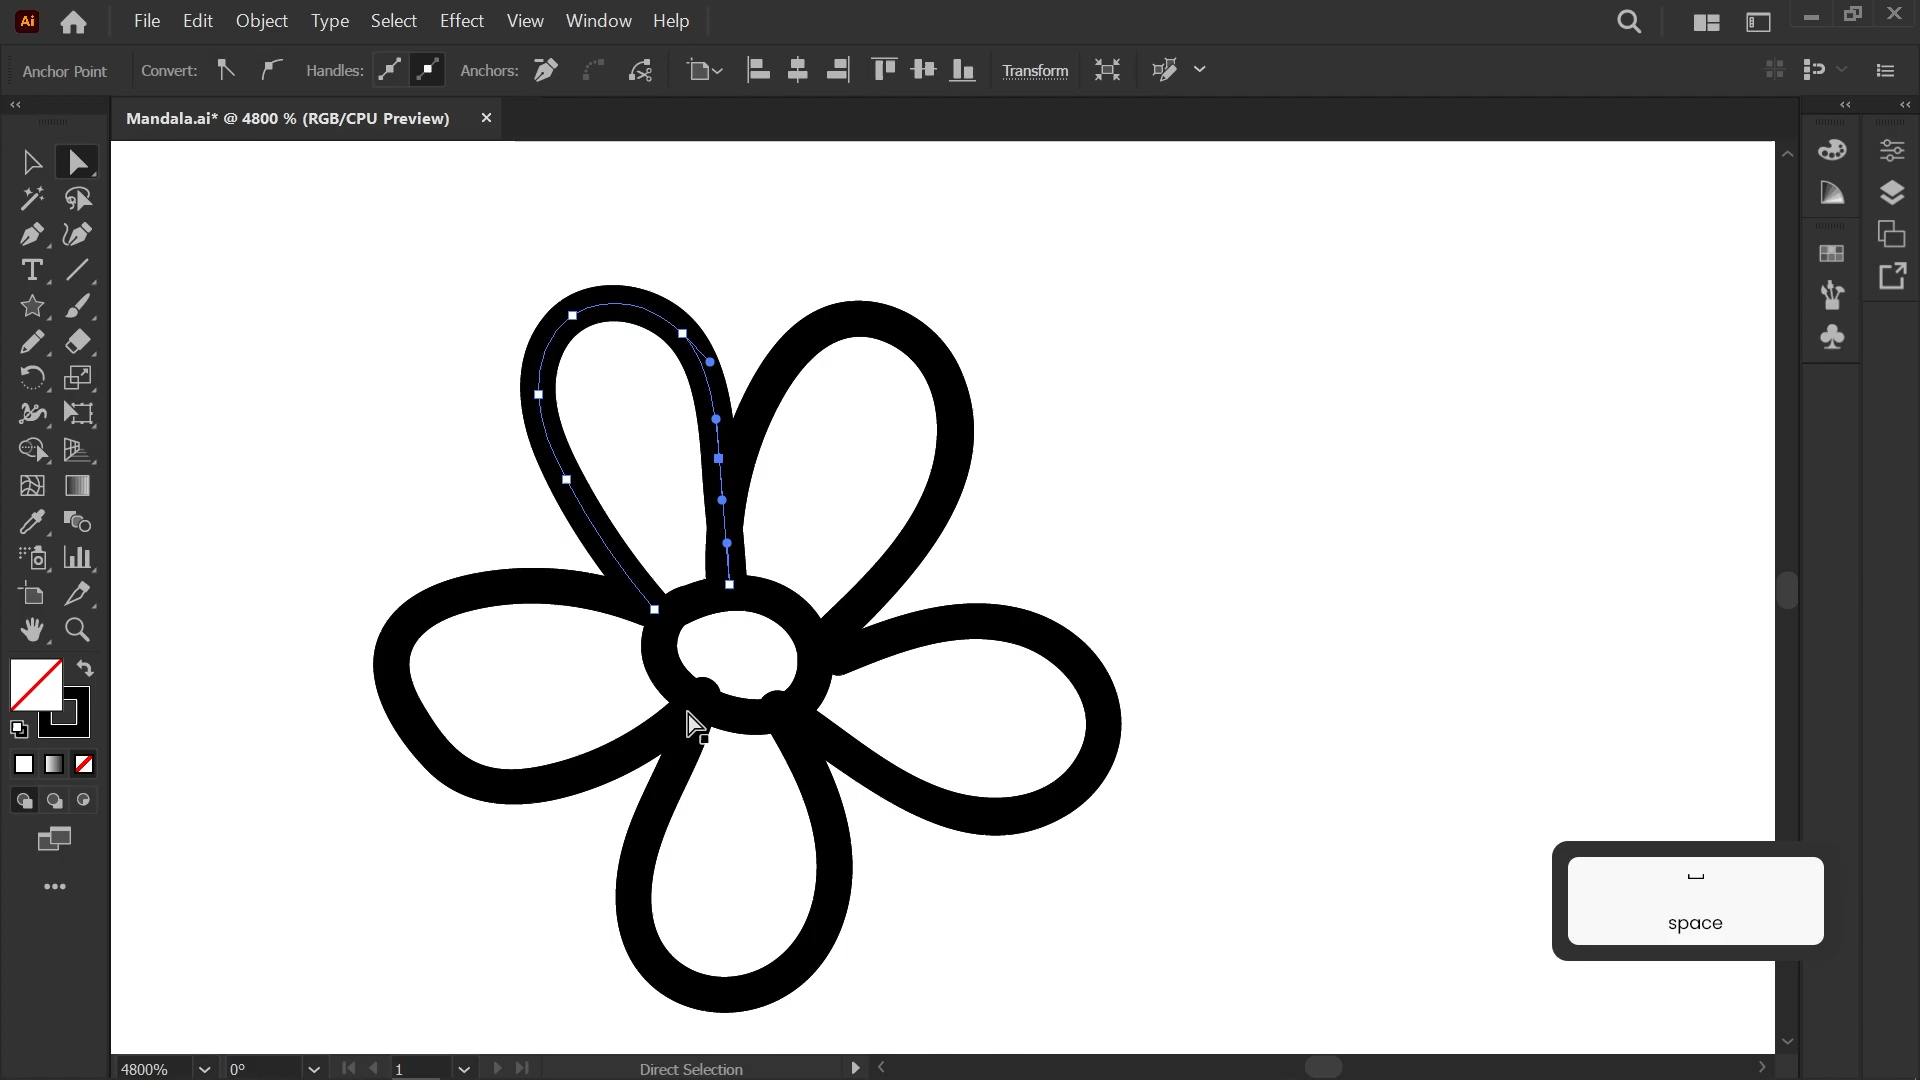 Ai File Edit Object Type Select Effect View Window Help
Anchor Point Convert: Handles: Anchors: Transform
Mandala.ai* @ 4800 % (RGB/CPU Preview)
space
4800% 0° 1 Direct Selection